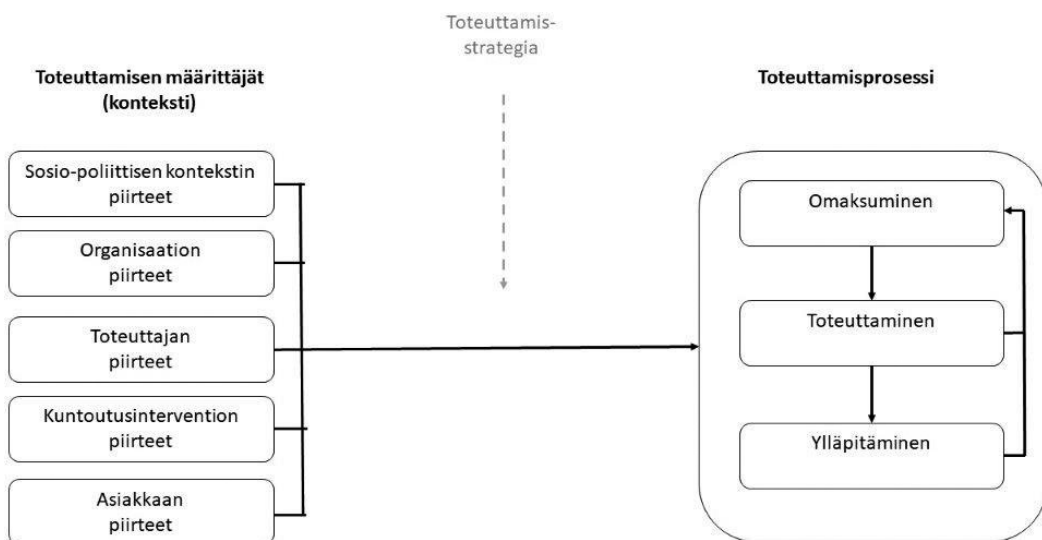 Toteuttamis-
strategia
Toteuttamisen määrittäjät
(konteksti)
Toteuttamisprosessi
Sosio-poliittisen kontekstin
piirteet
Organisaation
piirteet
Toteuttajan
piirteet
Kuntoutusintervention
piirteet
Asiakkaan
piirteet
Omaksuminen
Toteuttaminen
Ylläpitäminen